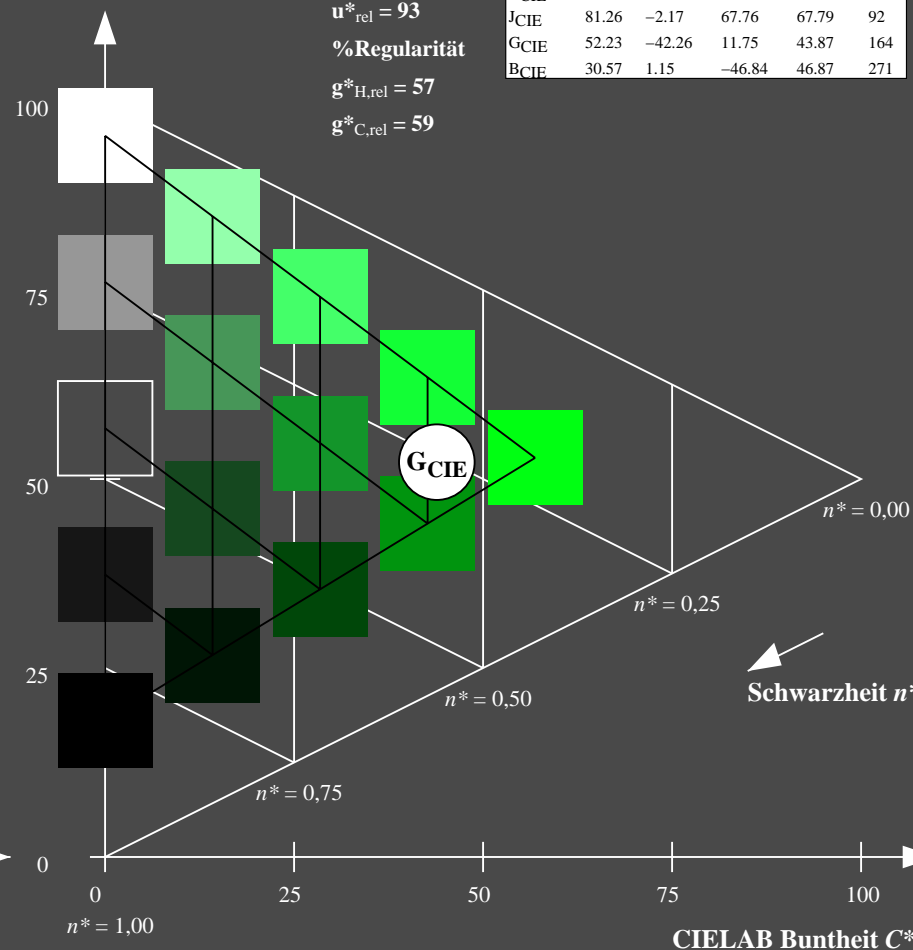 u*rel = 93
%Regularität
g*H,rel = 57
g*C,rel = 59
JCIE 81.26 −2.17 67.76 67.79 92
GCIE 52.23 −42.26 11.75 43.87 164
BCIE 30.57 1.15 −46.84 46.87 271
100
75
50
25
0
GCIE
n* = 0,00
n* = 0,25
n* = 0,50
n* = 0,75
n* = 1,00
Schwarzheit n*
0 25 50 75 100
CIELAB Buntheit C*